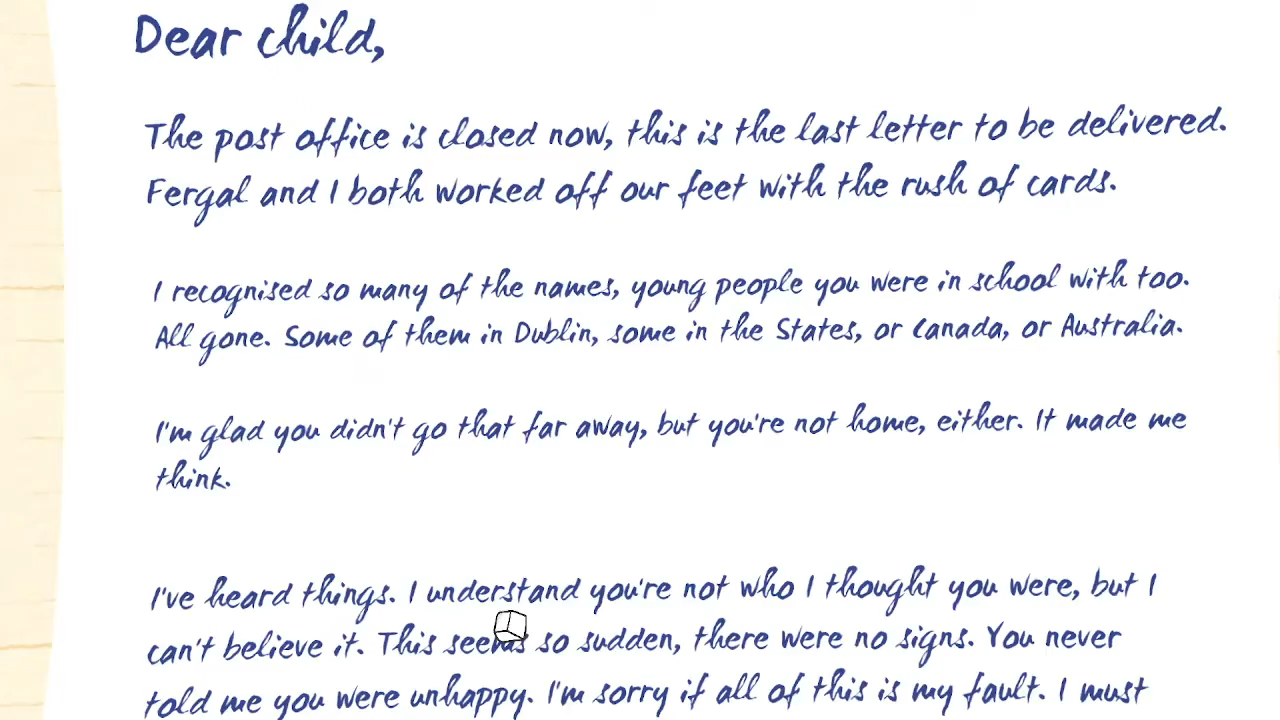 Dear child,
The post office is closed now, this is the last letter to be delivered.
Fergal and I both worked off our feet with the rush of cards.
I recognised so many of the names, young people you were in school with too.
All gone. Some of them in Dublin, some in the States, or Canada, or Australia.
I'm glad you didn't go that far away, but you're not home, either. It made me
think.
I've heard things. I understand you're not who I thought you were, but I
can't believe it. This seems so sudden, there were no signs. You never
told me you were unhappy. I'm sorry if all of this is my fault. I must